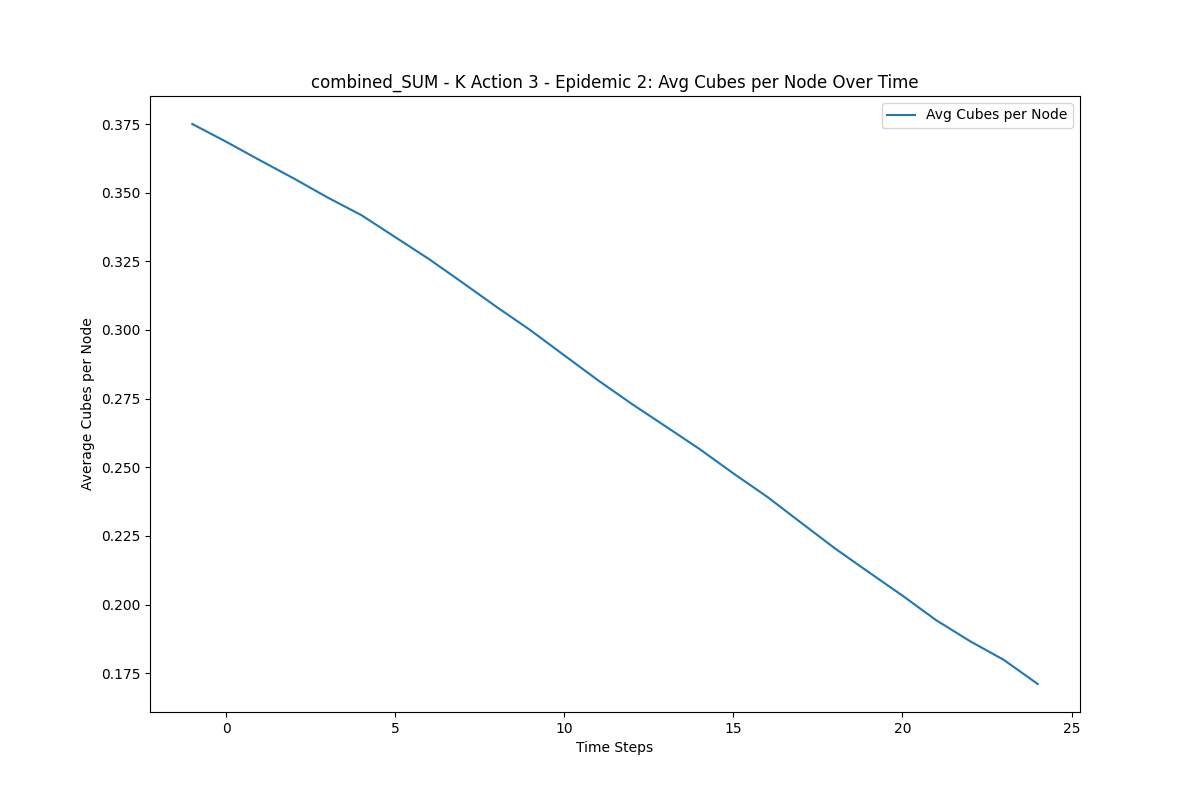 combined_SUM - K Action 3 - Epidemic 2: Avg Cubes per Node Over Time
Avg Cubes per Node
0.375
0.350
0.325
0.300
0.275
0.250
0.225
0.200
0.175
Average Cubes per Node
0 5 10 15 20 25
Time Steps